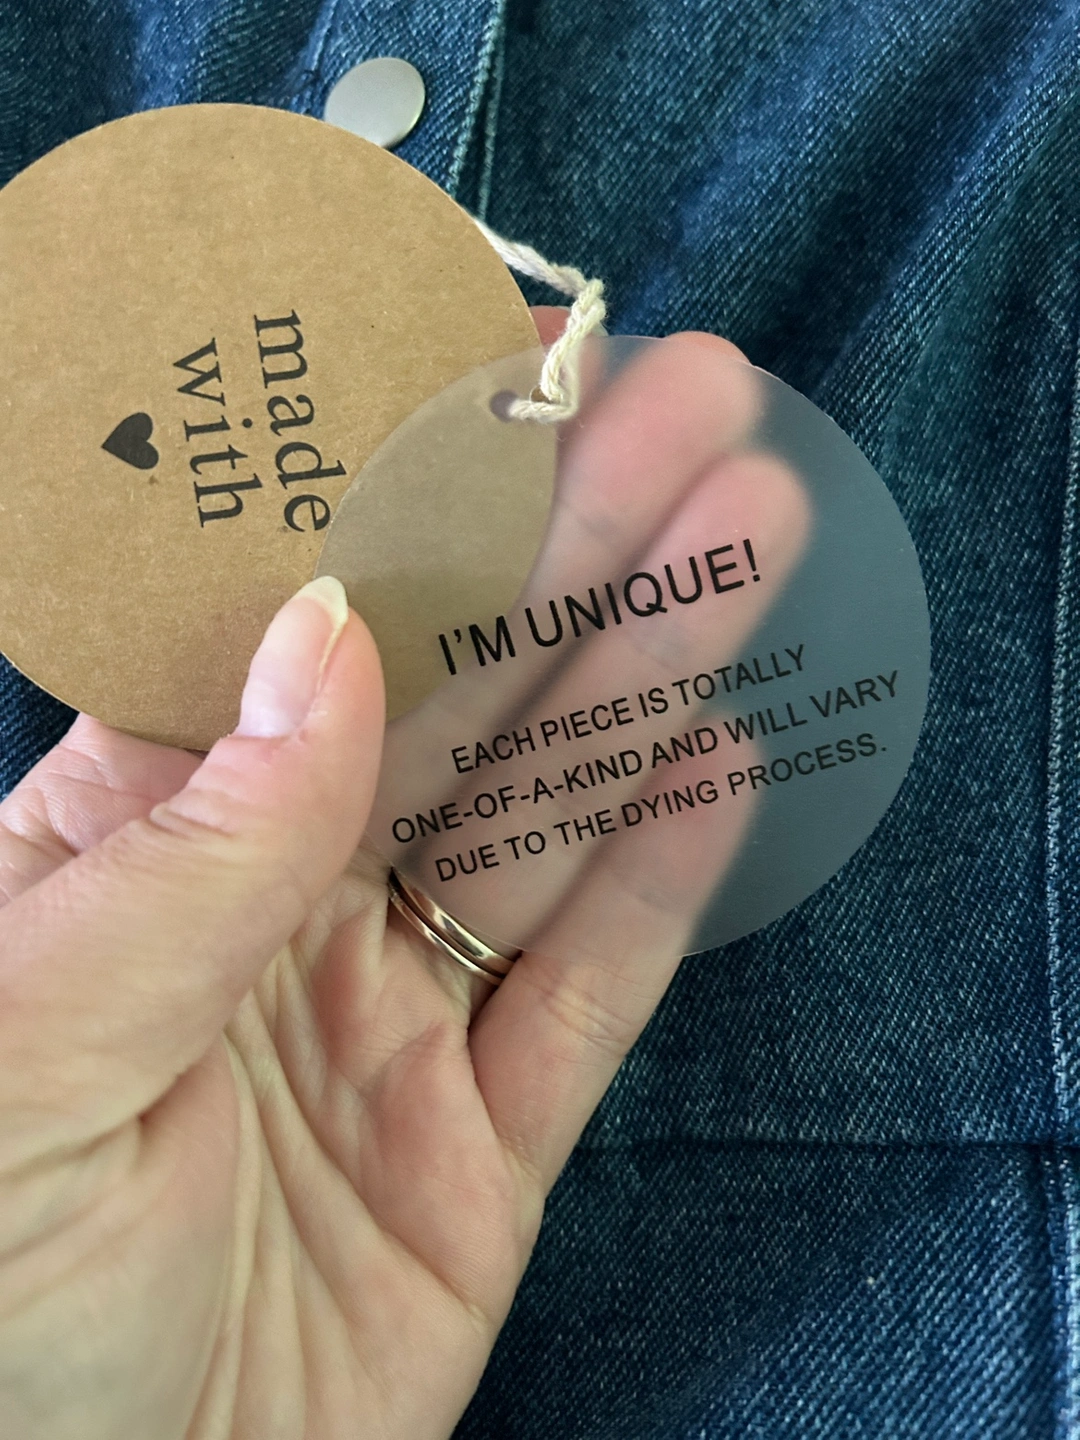 made
with
I'M UNIQUE!
EACH PIECE IS TOTALLY
ONE-OF-A-KIND AND WILL VARY
DUE TO THE DYING PROCESS.